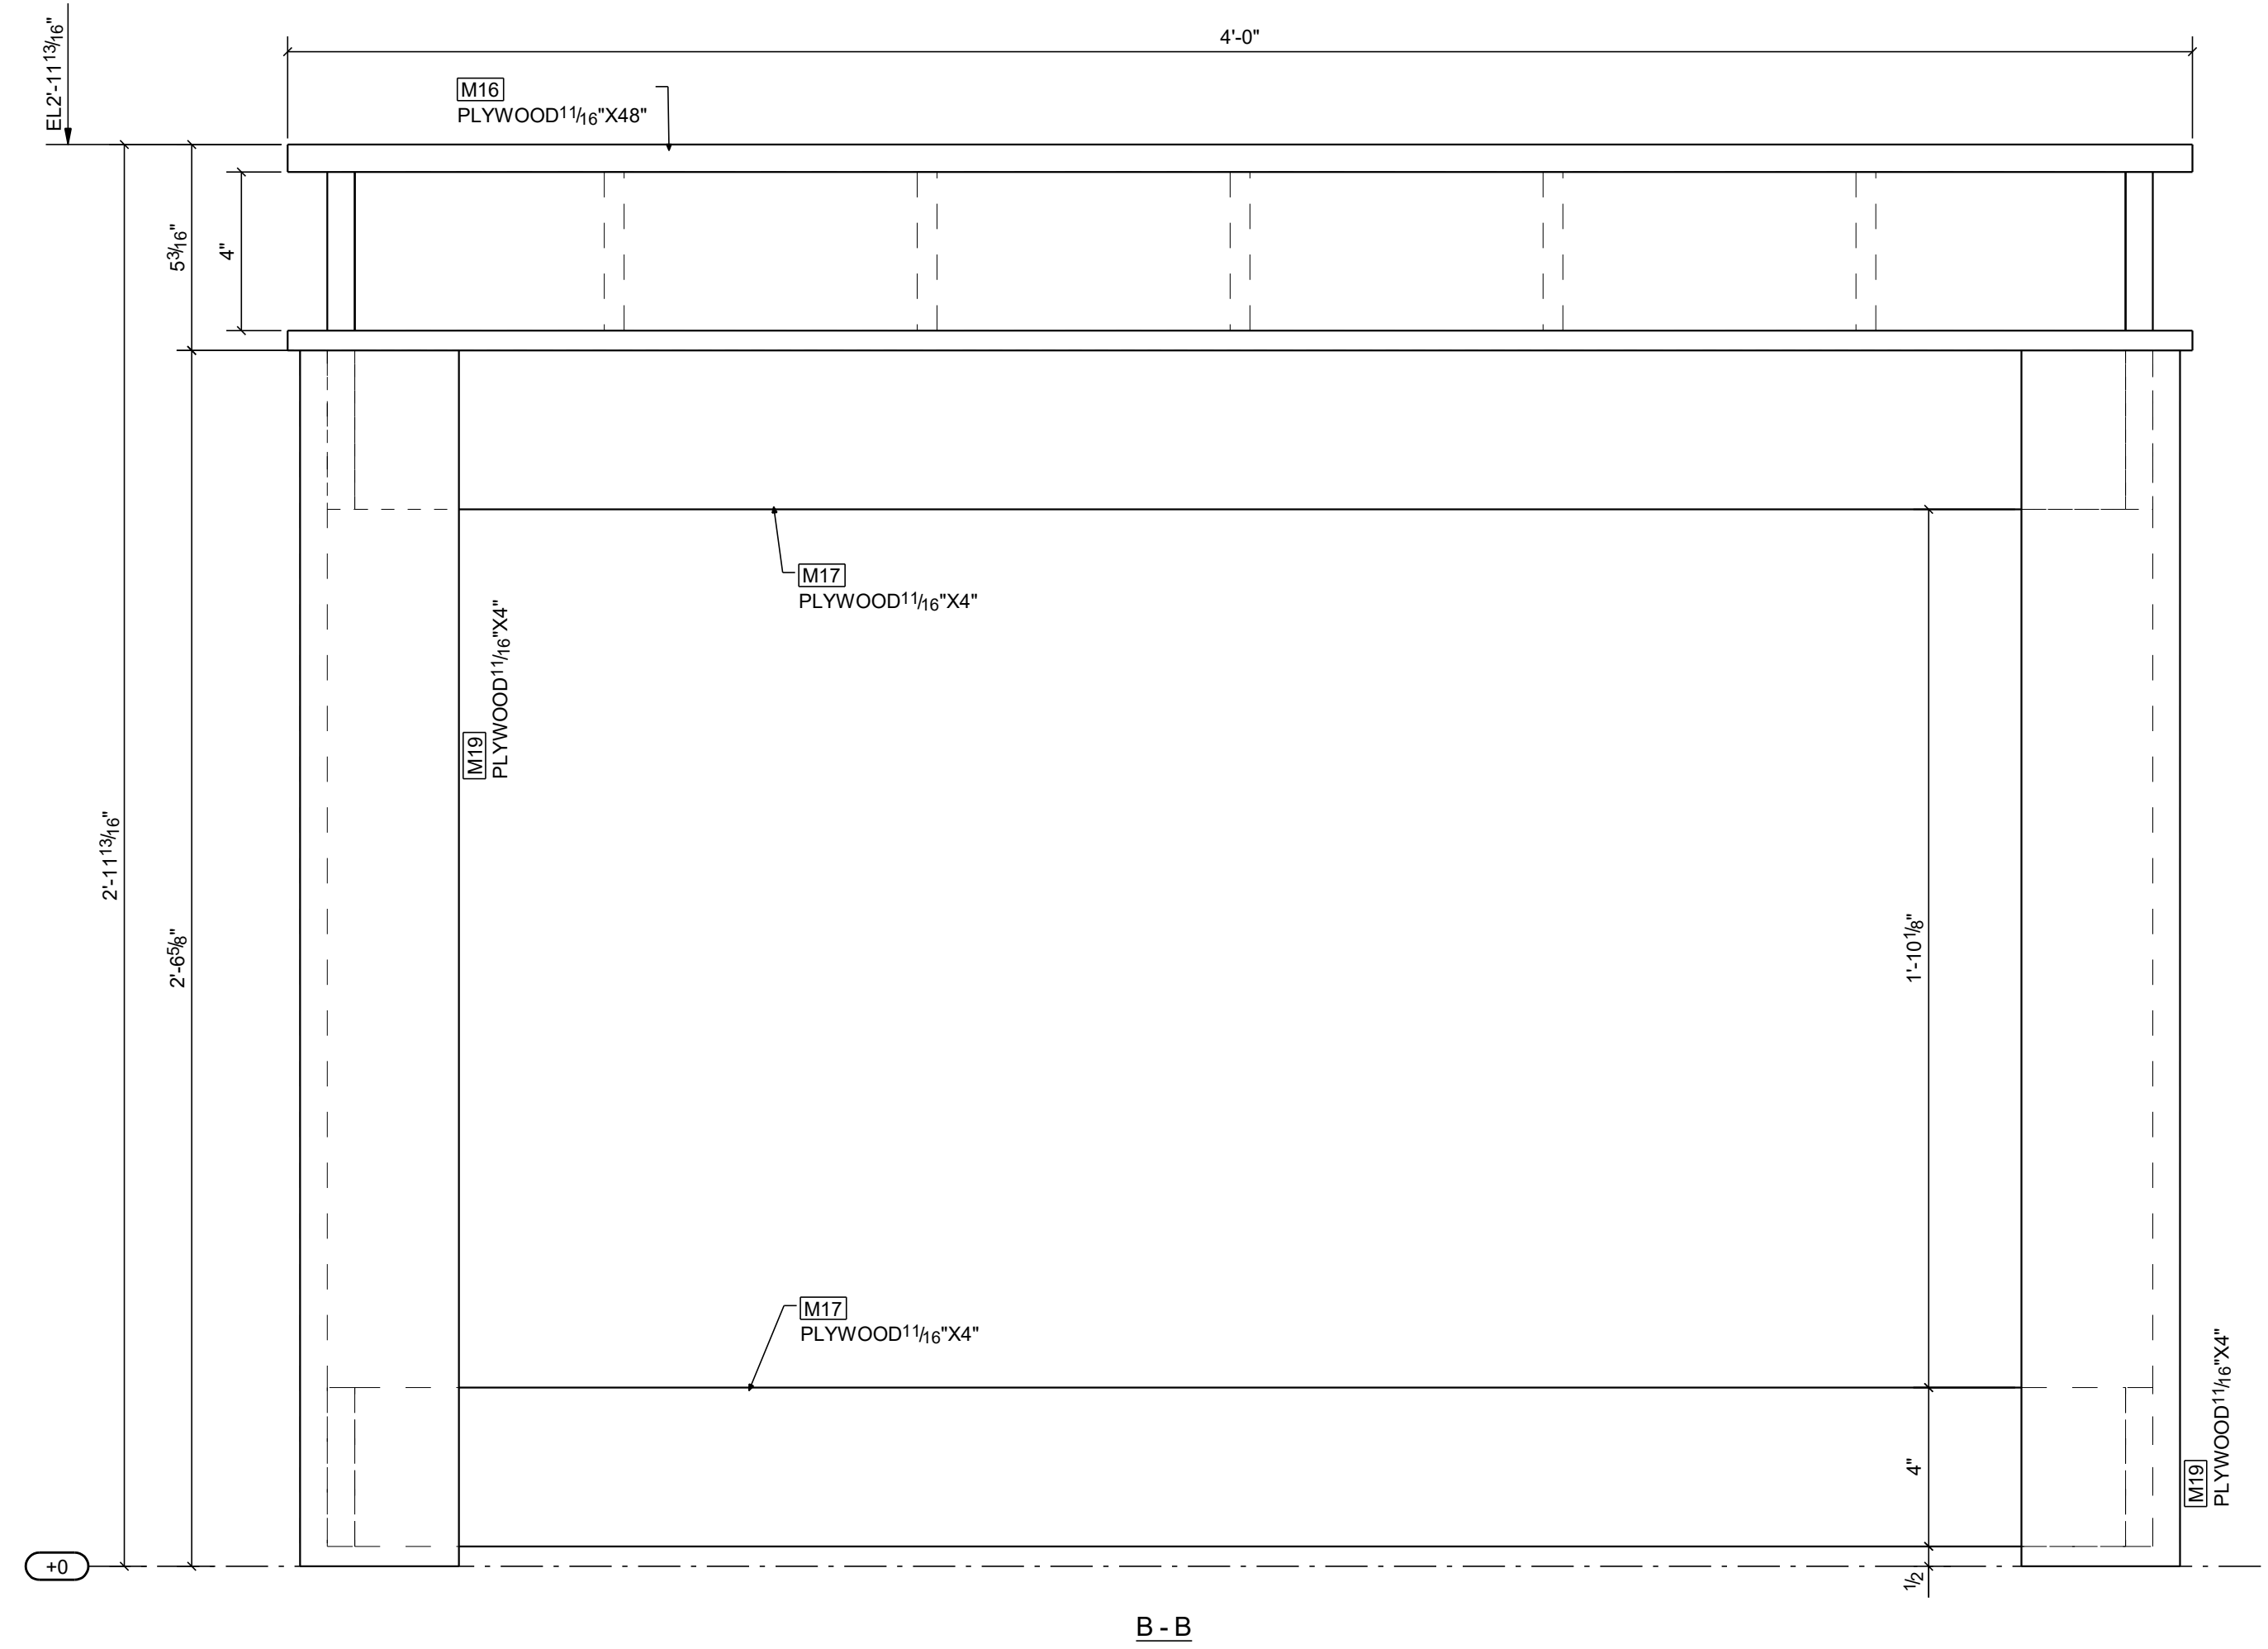 4'-0"
EL2'-11 13/16"
M16
PLYWOOD11/16"X48"
5 3/16"
4"
M17
PLYWOOD11/16"X4"
M19
PLYWOOD11/16"X4"
2'-11 13/16"
2'-6 5/8"
1'-10 1/8"
M17
PLYWOOD11/16"X4"
4"
M19
PLYWOOD11/16"X4"
+0
1/2
B - B